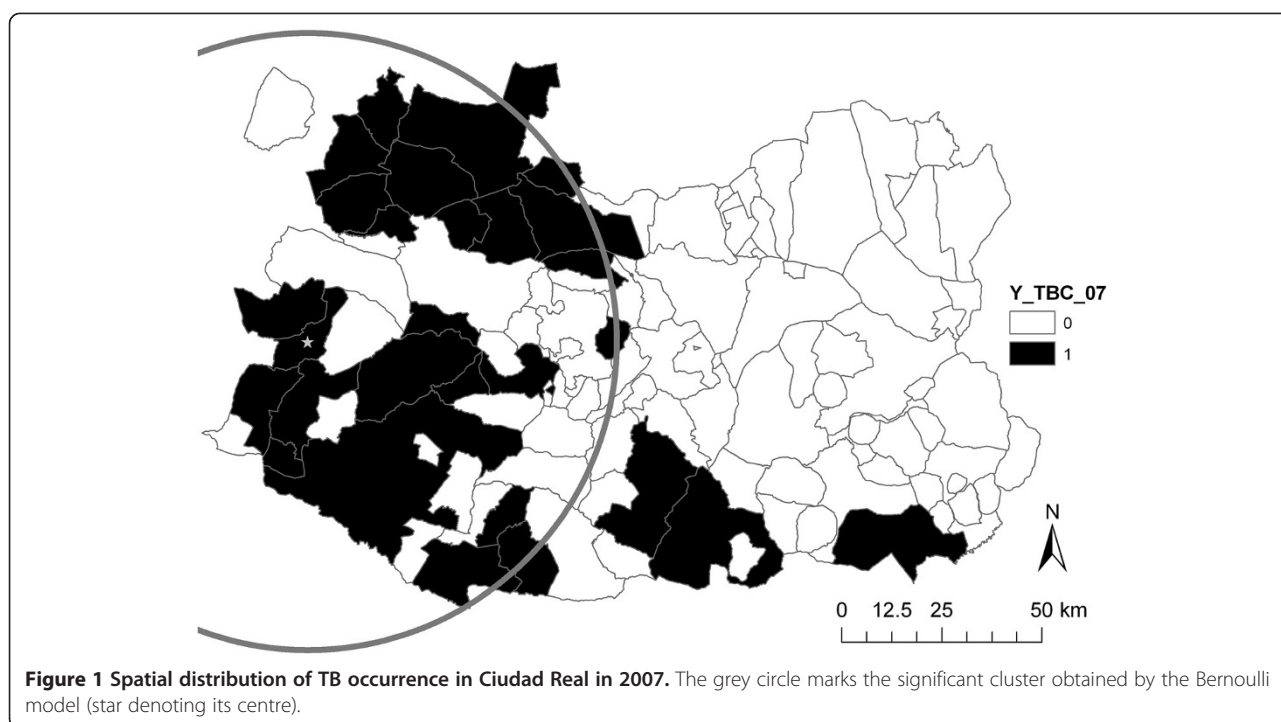 Y_TBC_07
0
1
N
0 12.5 25 50 km
Figure 1 Spatial distribution of TB occurrence in Ciudad Real in 2007. The grey circle marks the significant cluster obtained by the Bernoulli
model (star denoting its centre).